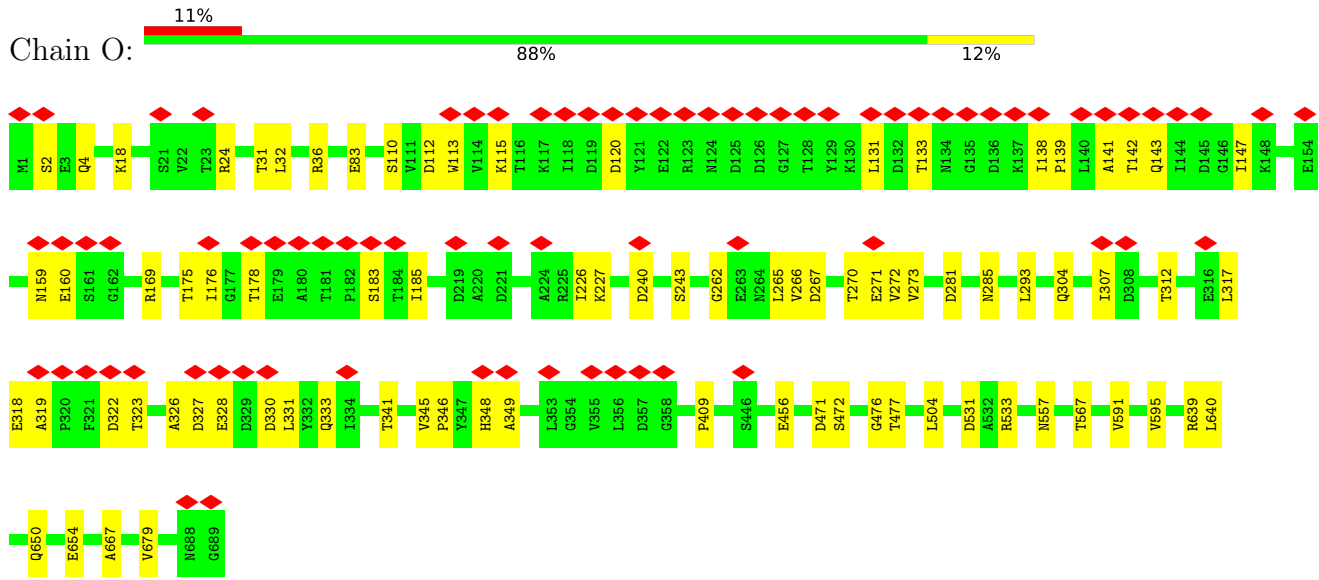 11%
Chain O:
88% 12%
M1 S2 E3 Q4 K18 S21 V22 T23 R24 T31 L32 R36 E83 S110 V111 D112 W113 V114 K115 T116 K117 I118 D119 D120 Y121 E122 R123 N124 D125 D126 G127 T128 Y129 K130 L131 D132 T133 N134 G135 D136 K137 I138 P139 L140 A141 T142 Q143 I144 D145 G146 I147 K148 E154
N159 E160 S161 G162 R169 T175 I176 G177 T178 E179 A180 T181 P182 S183 T184 I185 D219 A220 D221 A224 R225 I226 K227 D240 S243 G262 E263 N264 L265 V266 D267 T270 E271 V272 V273 D281 N285 L293 Q304 I307 D308 T312 E316 L317
E318 A319 P320 F321 D322 T323 A326 D327 E328 D329 D330 L331 Y332 Q333 I334 T341 V345 P346 Y347 H348 A349 L353 G354 V355 L356 D357 G358 P409 S446 E456 D471 S472 G476 T477 L504 D531 A532 R533 N557 T567 V591 V595 R639 L640
Q650 E654 A667 V679 N688 G689